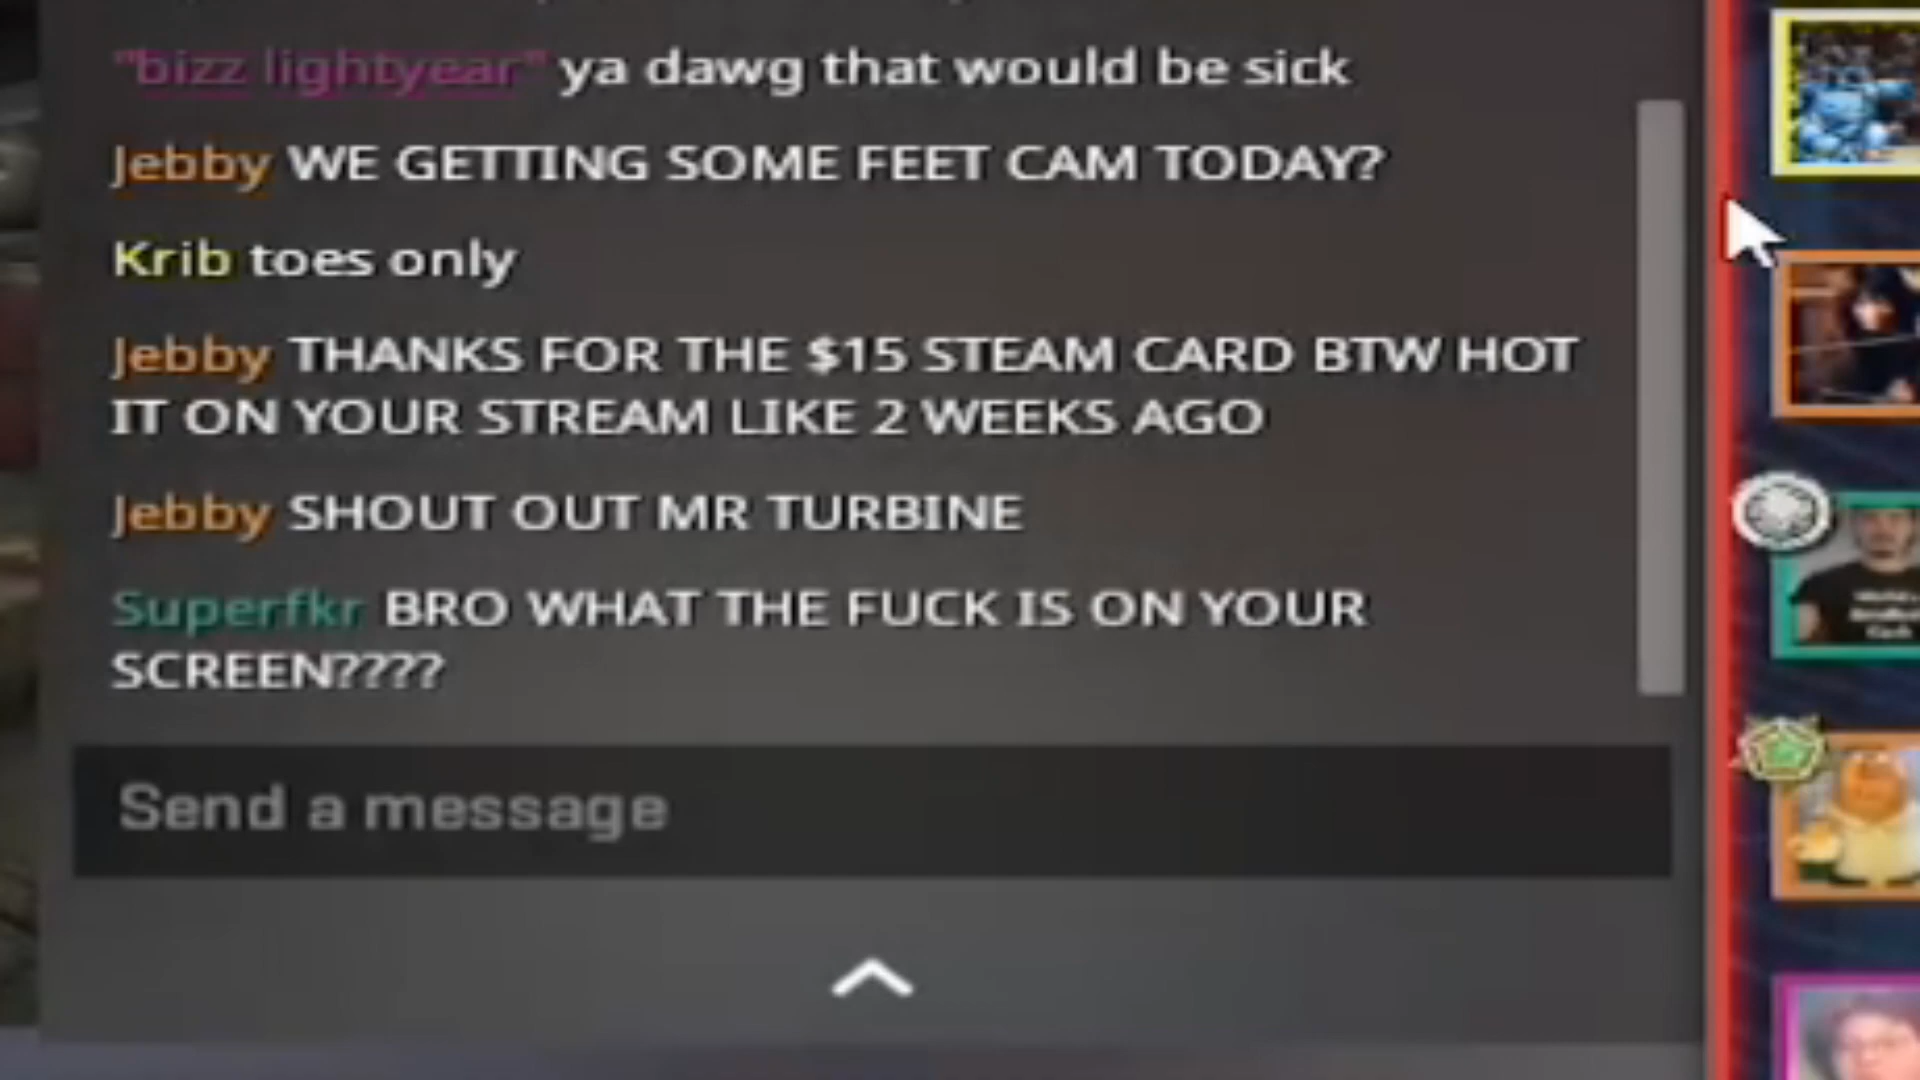 "bizz lightyear" ya dawg that would be sick
Jebby WE GETTING SOME FEET CAM TODAY?
Krib toes only
Jebby THANKS FOR THE $15 STEAM CARD BTW HOT
IT ON YOUR STREAM LIKE 2 WEEKS AGO
Jebby SHOUT OUT MR TURBINE
Superfkr BRO WHAT THE FUCK IS ON YOUR
SCREEN????
Send a message